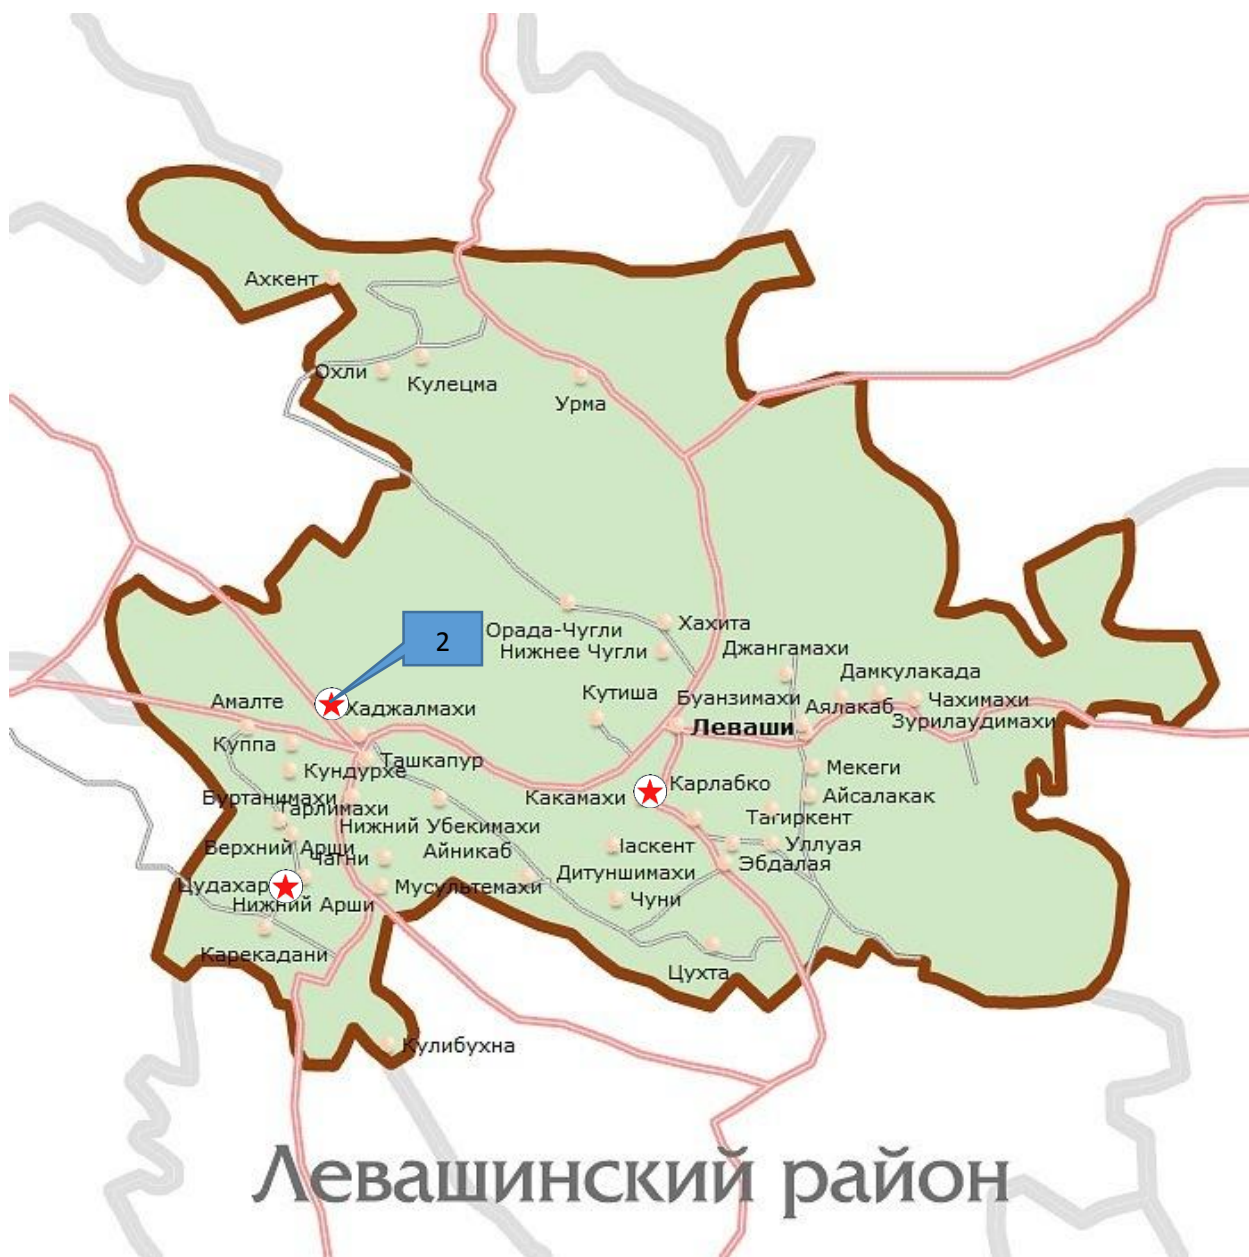 Ахкент
Охли
Кулецма
Урма
2
Орада-Чугли
Хахита
Нижнее Чугли
Джангамахи
Дамкулакада
Амалте
Хаджалмахи
Кутиша
Буанзимахи
Аялакаб
Чахимахи
Зурилаудимахи
Леваши
Куппа
Ташкапур
Кундурхе
Мекеги
Карлабко
Какамахи
Айсалакак
Буртанимахи
Тарлимахи
Тагиркент
Нижний Убекимахи
Верхний Арши
Айникаб
Наскент
Уллуая
Чагни
Дитуншимахи
Эбдалая
Цудахар
Мусультемахи
Нижний Арши
Чуни
Карекадани
Цухта
Кулибухна
Левашинский район